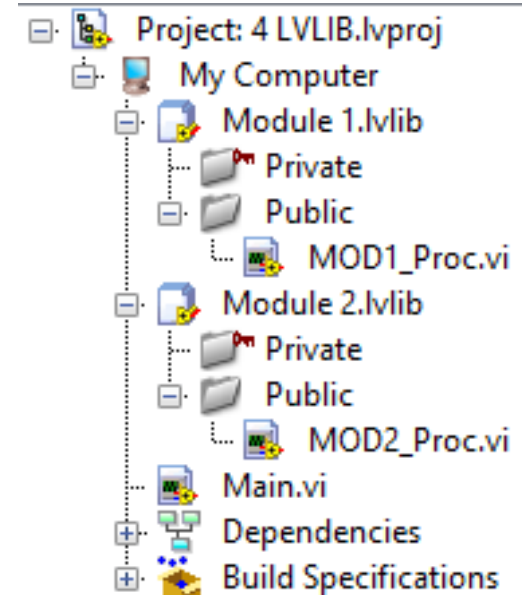 Project: 4 LVLIB.lvproj
My Computer
Module 1.lvlib
Private
Public
MOD1_Proc.vi
Module 2.lvlib
Private
Public
MOD2_Proc.vi
Main.vi
Dependencies
Build Specifications